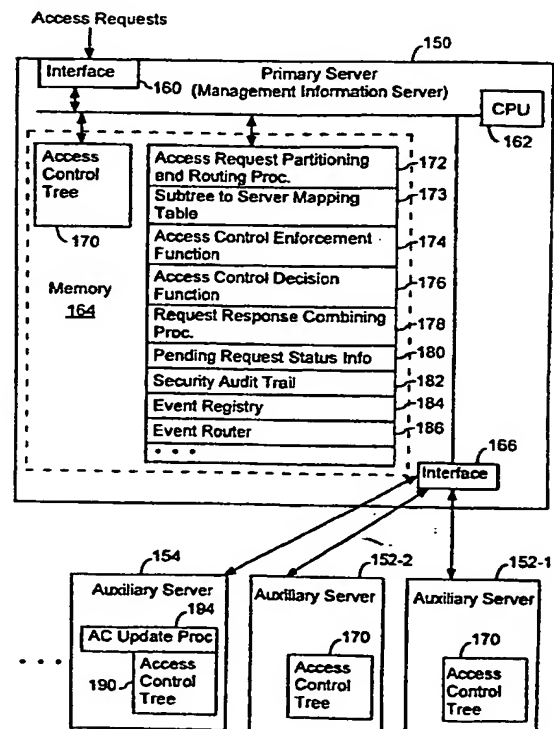 Access Requests
150
Interface
160
Primary Server
(Management Information Server)
CPU
162
Access
Control
Tree
170
Memory
164
Access Request Partitioning
and Routing Proc.
172
Subtree to Server Mapping
Table
173
Access Control Enforcement
Function
174
Access Control Decision
Function
176
Request Response Combining
Proc.
178
Pending Request Status Info
180
Security Audit Trail
182
Event Registry
184
Event Router
186
• • •
Interface
166
154
Auxiliary Server
194
AC Update Proc
190
Access
Control
Tree
152-2
Auxiliary Server
170
Access
Control
Tree
152-1
Auxiliary Server
170
Access
Control
Tree
• • •